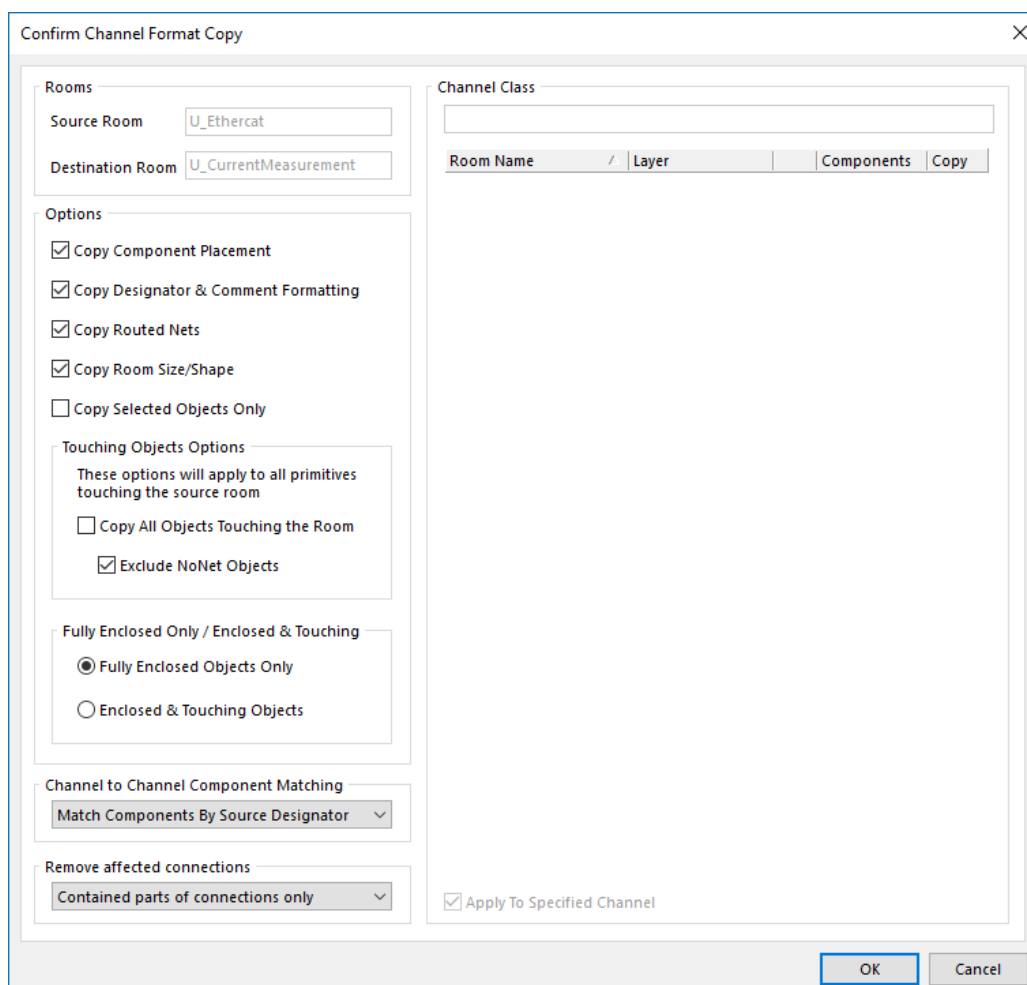 Confirm Channel Format Copy
Rooms
Source Room U_Ethercat
Destination Room U_CurrentMeasurement
Options
Copy Component Placement
Copy Designator & Comment Formatting
Copy Routed Nets
Copy Room Size/Shape
Copy Selected Objects Only
Touching Objects Options
These options will apply to all primitives
touching the source room
Copy All Objects Touching the Room
Exclude NoNet Objects
Fully Enclosed Only / Enclosed & Touching
Fully Enclosed Objects Only
Enclosed & Touching Objects
Channel to Channel Component Matching
Match Components By Source Designator
Remove affected connections
Contained parts of connections only
Channel Class
Room Name Layer Components Copy
Apply To Specified Channel
OK Cancel